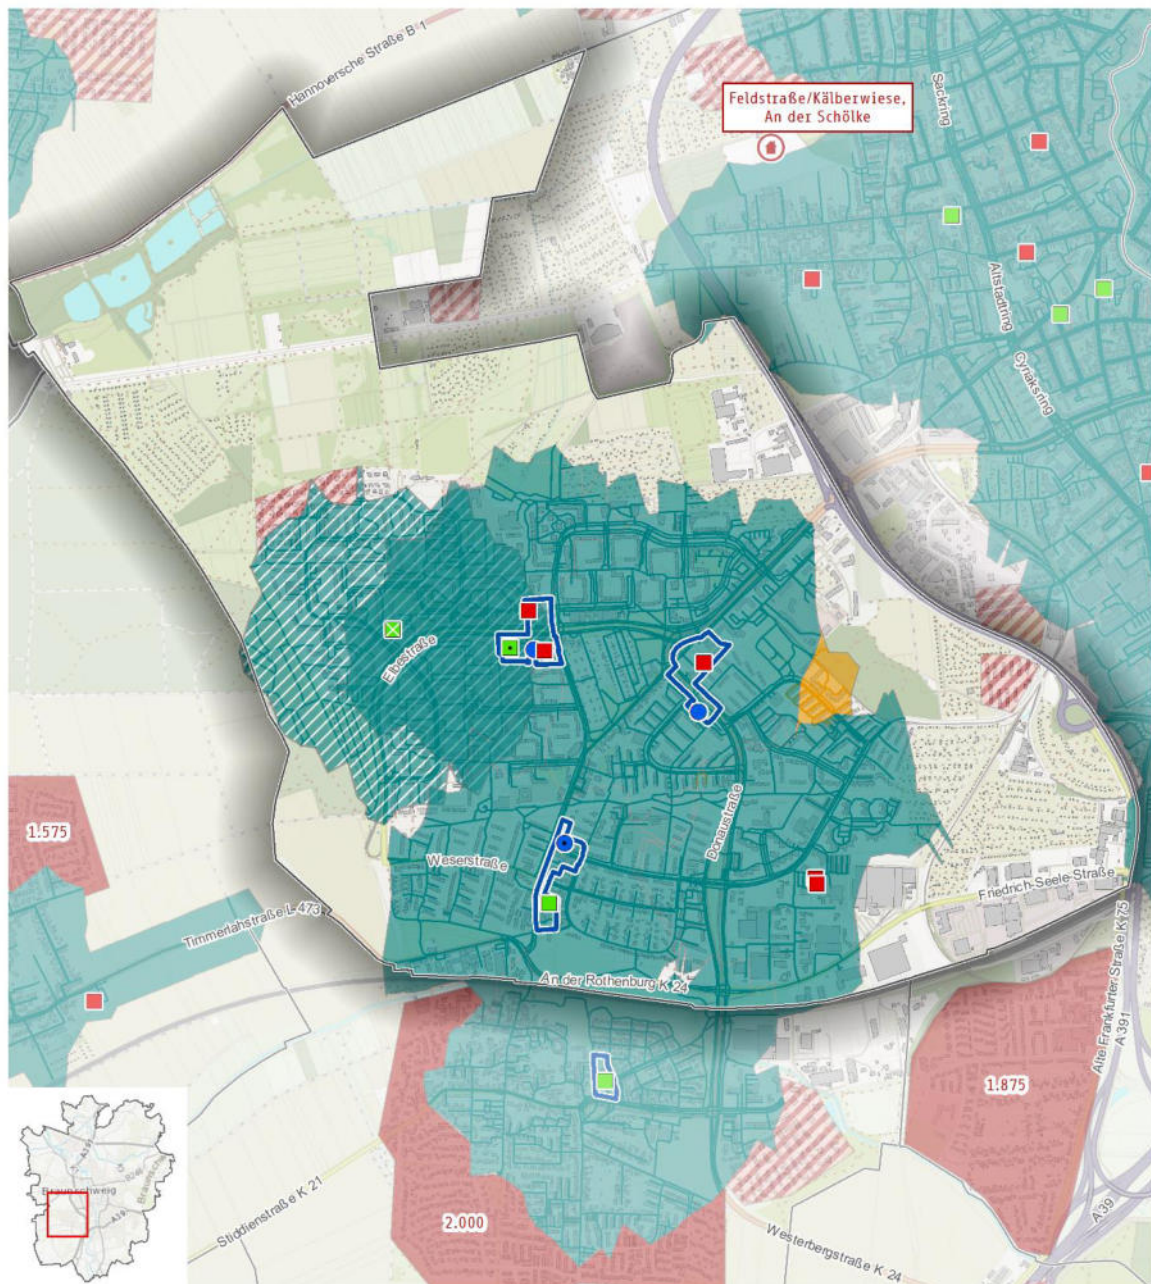 Hannoversche Straße B 1
Sackring
Feldstraße/Kälberwiese,
An der Schölke
Altstadtring
Cyriaksring
Elbestraße
Donaustraße
1.575
Weserstraße
Friedrich-Seele-Straße
Timmerlahstraße L 473
An der Rothenburg K 24
Alte Frankfurter Straße K 75
A 391
1.875
Braunschweig
A 39
2.000
Stiddienstraße K 21
Westerbergstraße K 24
A39